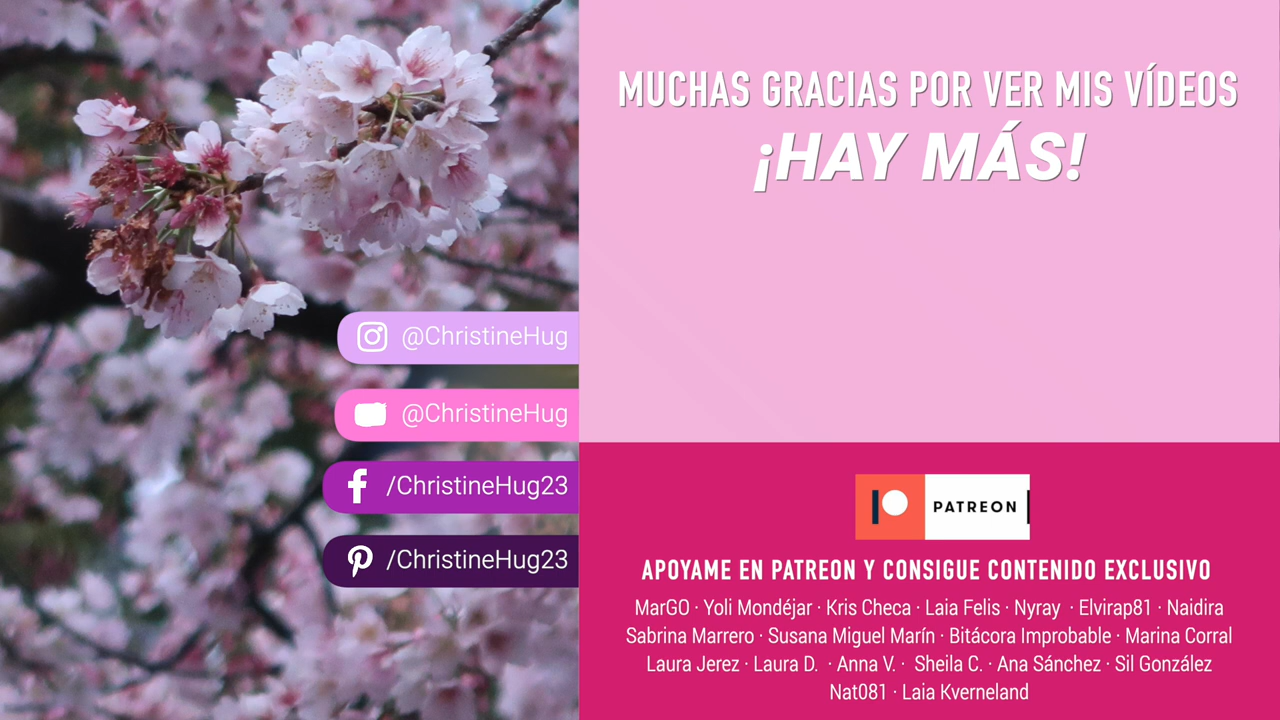 MUCHAS GRACIAS POR VER MIS VÍDEOS
¡HAY MÁS!
@ChristineHug
@ChristineHug
/ChristineHug23
/ChristineHug23
PATREON
APOYAME EN PATREON Y CONSIGUE CONTENIDO EXCLUSIVO
MarGO · Yoli Mondéjar · Kris Checa · Laia Felis · Nyray · Elvirap81 · Naidira
Sabrina Marrero · Susana Miguel Marín · Bitácora Improbable · Marina Corral
Laura Jerez · Laura D. · Anna V. · Sheila C. · Ana Sánchez · Sil González
Nat081 · Laia Kverneland